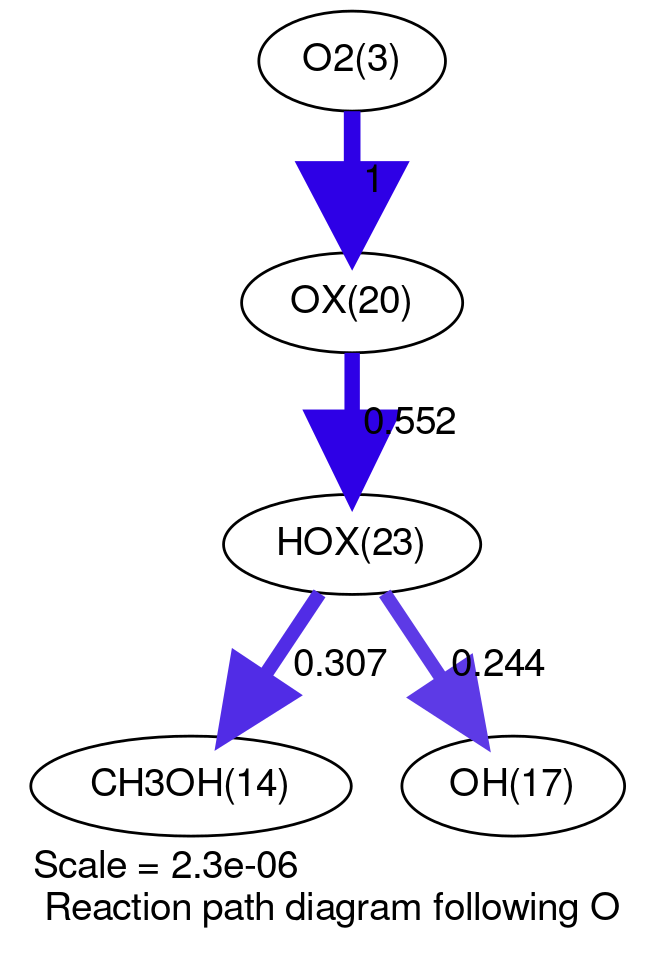 O2(3)
1
OX(20)
0.552
HOX(23)
0.307
0.244
CH3OH(14)
OH(17)
Scale = 2.3e-06
Reaction path diagram following O